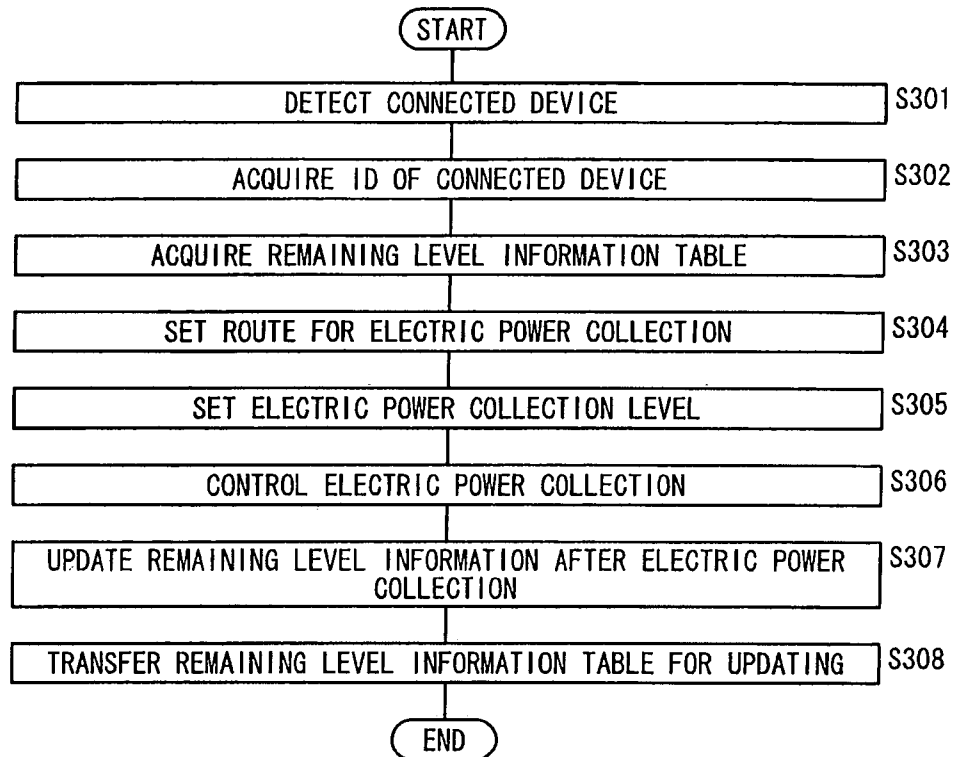 START
DETECT CONNECTED DEVICE S301
ACQUIRE ID OF CONNECTED DEVICE S302
ACQUIRE REMAINING LEVEL INFORMATION TABLE S303
SET ROUTE FOR ELECTRIC POWER COLLECTION S304
SET ELECTRIC POWER COLLECTION LEVEL S305
CONTROL ELECTRIC POWER COLLECTION S306
UPDATE REMAINING LEVEL INFORMATION AFTER ELECTRIC POWER S307
COLLECTION
TRANSFER REMAINING LEVEL INFORMATION TABLE FOR UPDATING S308
END